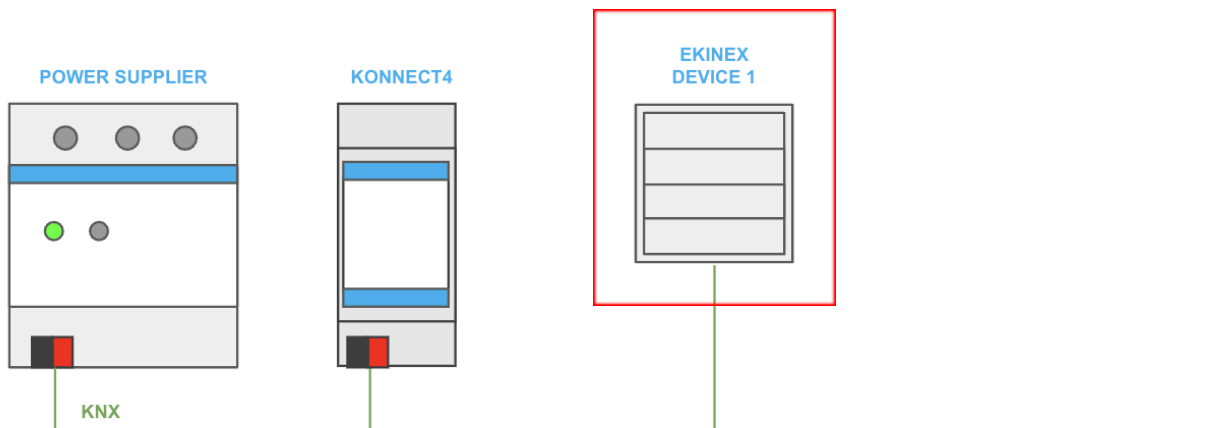 POWER SUPPLIER
KONNECT4
EKINEX
DEVICE 1
KNX